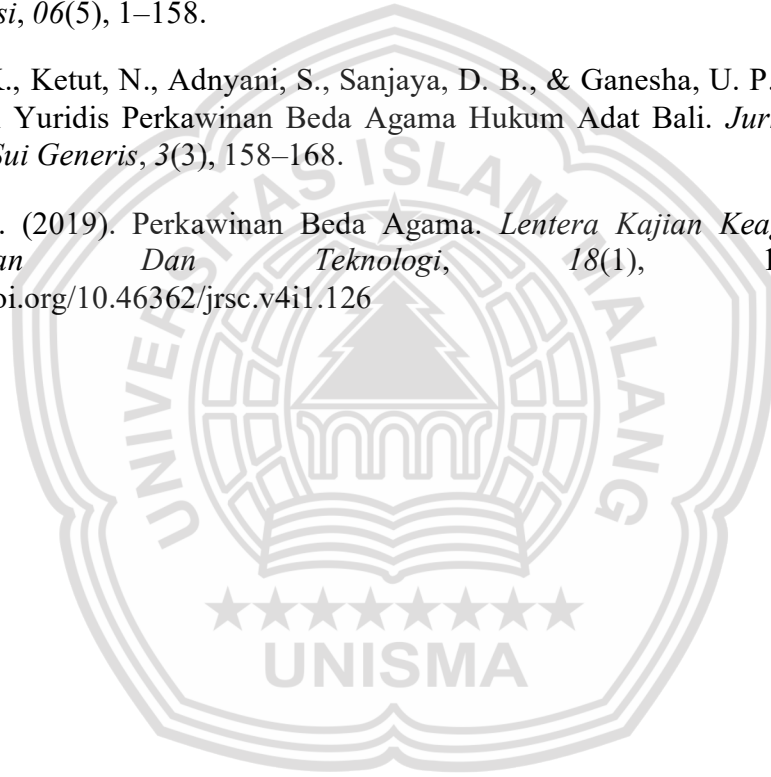 si, 06(5), 1–158.
K., Ketut, N., Adnyani, S., Sanjaya, D. B., & Ganesha, U. P.
Yuridis Perkawinan Beda Agama Hukum Adat Bali. Jur
Sui Generis, 3(3), 158–168.
. (2019). Perkawinan Beda Agama. Lentera Kajian Keag
an Dan Teknologi, 18(1), 1
oi.org/10.46362/jrsc.v4i1.126
UNIVERSITAS ISLAM MALANG
UNISMA